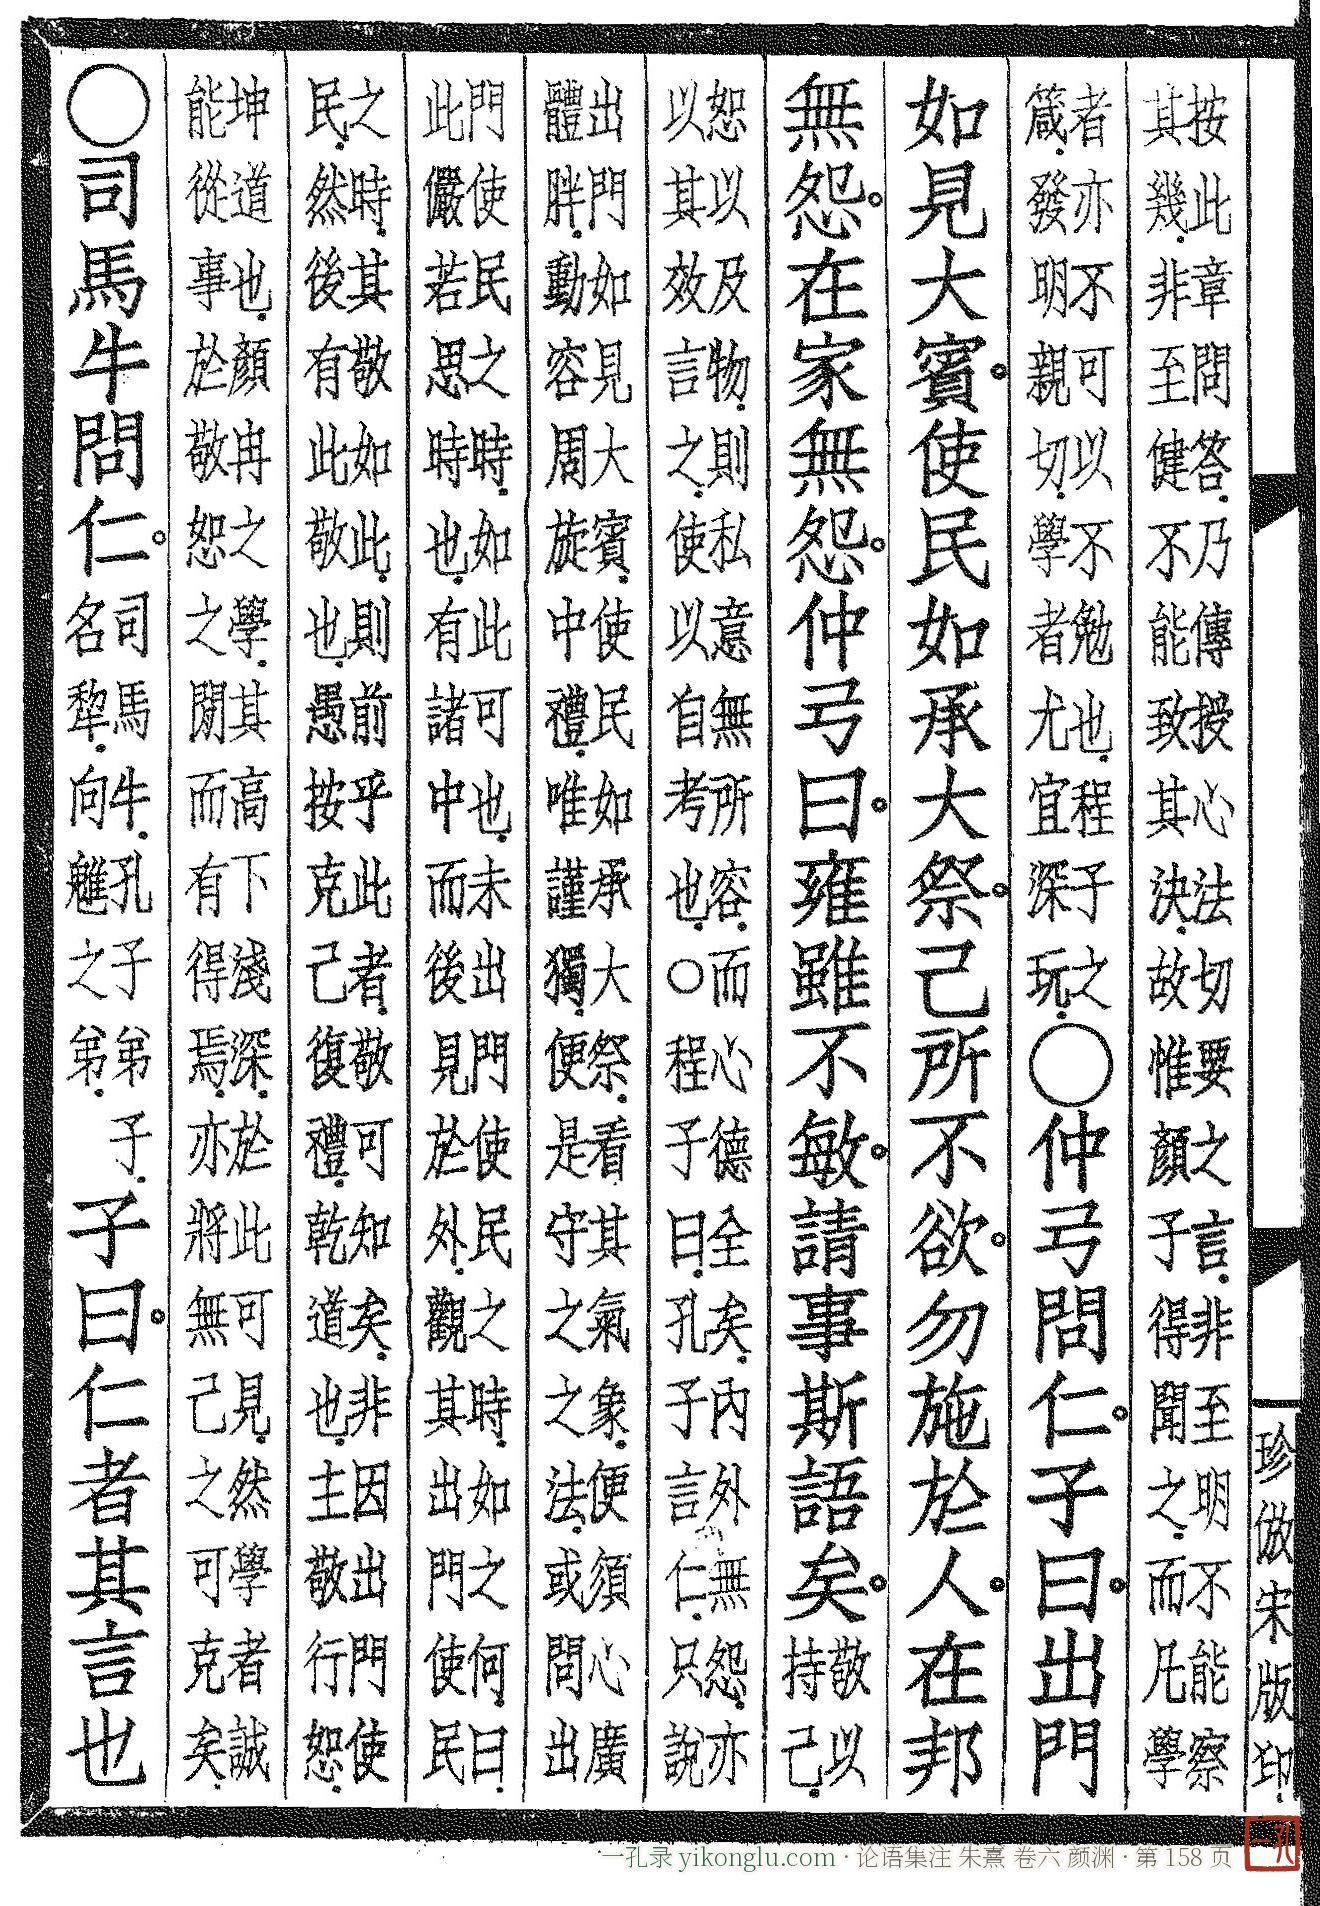 珍倣宋版印
按此章問答.乃傳授心法切要之言.非至明不能察
其幾.非至健不能致其決.故惟顏子得聞之.而凡學
者亦不可以不勉也.程子之
箴.發明親切.學者尤宜深玩.
○仲弓問仁。子曰。出門
如見大賓。使民如承大祭。己所不欲。勿施於人。在邦
無怨。在家無怨。仲弓曰。雍雖不敏。請事斯語矣。
敬以
持己.
恕以及物.則私意無所容.而心德全矣.內外無怨.亦
以其效言之.使以自考也.○程子曰.孔子言仁.只說
出門如見大賓.使民如承大祭.看其氣象.便須心廣
體胖.動容周旋中禮.唯謹獨.便是守之之法.或問出
門使民之時.如此可也.未出門使民之時.如之何.曰.
此儼若思時也.有諸中而後見於外.觀其出門使民
之時.其敬如此.則前乎此者.敬可知矣.非因出門使
民.然後有此敬也.愚按克己復禮.乾道也.主敬行恕.
坤道也.顏冉之學.其高下淺深.於此可見.然學者誠
能從事於敬恕之閒而有得焉.亦將無己之可克矣.
○司馬牛問仁。
司馬牛.孔子弟子.
名犂.向魋之弟.
子曰。仁者其言也
一孔录 yikonglu.com · 论语集注 朱熹 卷六 颜渊 · 第 158 页
一孔